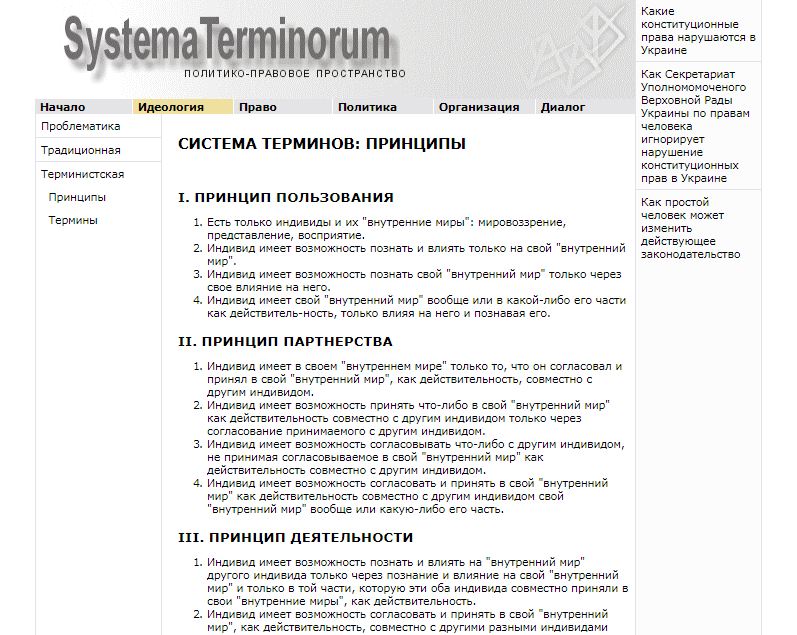 SystemaTerminorum
ПОЛИТИКО-ПРАВОВОЕ ПРОСТРАНСТВО
Начало
Идеология
Право
Политика
Организация
Диалог
Проблематика
Традиционная
Терминистская
Принципы
Термины
СИСТЕМА ТЕРМИНОВ: ПРИНЦИПЫ
I. ПРИНЦИП ПОЛЬЗОВАНИЯ
1. Есть только индивиды и их "внутренние миры": мировоззрение,
представление, восприятие.
2. Индивид имеет возможность познать и влиять только на свой "внутренний
мир".
3. Индивид имеет возможность познать свой "внутренний мир" только через
свое влияние на него.
4. Индивид имеет свой "внутренний мир" вообще или в какой-либо его части
как действитель-ность, только влияя на него и познавая его.
II. ПРИНЦИП ПАРТНЕРСТВА
1. Индивид имеет в своем "внутреннем мире" только то, что он согласовал и
принял в свой "внутренний мир", как действительность, совместно с
другим индивидом.
2. Индивид имеет возможность принять что-либо в свой "внутренний мир"
как действительность совместно с другим индивидом только через
согласование принимаемого с другим индивидом.
3. Индивид имеет возможность согласовывать что-либо с другим индивидом,
не принимая согласовываемое в свой "внутренний мир" как
действительность совместно с другим индивидом.
4. Индивид имеет возможность согласовать и принять в свой "внутренний
мир" как действительность совместно с другим индивидом свой
"внутренний мир" вообще или какую-либо его часть.
III. ПРИНЦИП ДЕЯТЕЛЬНОСТИ
1. Индивид имеет возможность познать и влиять на "внутренний мир"
другого индивида только через познание и влияние на свой "внутренний
мир" и только в той части, которую эти оба индивида совместно приняли в
свои "внутренние миры", как действительность.
2. Индивид имеет возможность согласовать и принять в свой "внутренний
мир", как действительность, совместно с другими разными индивидами
Какие
конституционные
права нарушаются в
Украине
Как Секретариат
Уполномомоченого
Верховной Рады
Украины по правам
человека
игнорирует
нарушение
конституционных
прав в Украине
Как простой
человек может
изменить
действующее
законодательство